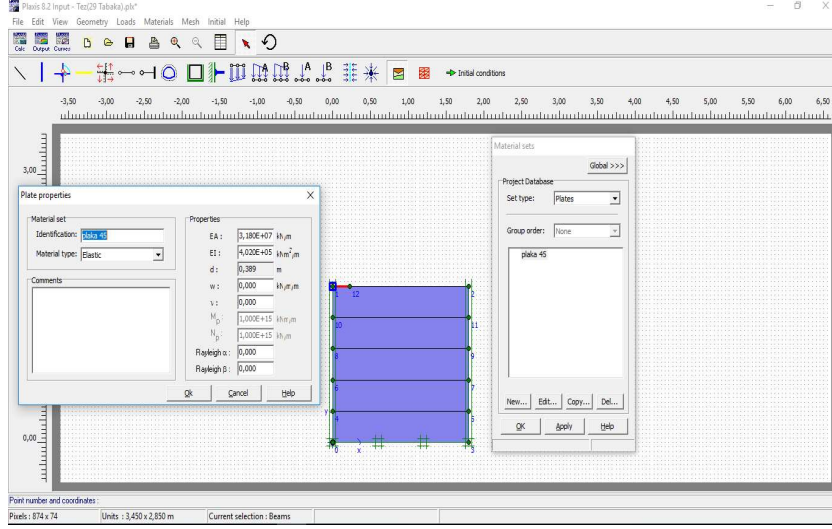 Plaxis 8.2 Input - Tez(29 Tabaka).plx*
File Edit View Geometry Loads Materials Mesh Initial Help
Calc Output Curves
A B A B
Initial conditions
-3,50 -3,00 -2,50 -2,00 -1,50 -1,00 -0,50 0,00 0,50 1,00 1,50 2,00 2,50 3,00 3,50 4,00 4,50 5,00 5,50 6,00 6,50
3,00
0,00
Plate properties
Material set
Identification: plaka 45
Material type: Elastic
Comments
Properties
EA : 3,180E+07 kN/m
EI : 4,020E+05 kNm²/m
d : 0,389 m
w : 0,000 kN/m/m
ν : 0,000
Mp : 1,000E+15 kNm/m
Np : 1,000E+15 kN/m
Rayleigh α : 0,000
Rayleigh β : 0,000
Ok Cancel Help
1 12 2
10 11
8 9
6 7
y 4 5
0 x 3
Material sets
Global >>>
Project Database
Set type: Plates
Group order: None
plaka 45
New... Edit... Copy... Del...
OK Apply Help
Point number and coordinates :
Pixels : 874 x 74 Units : 3,450 x 2,850 m Current selection : Beams